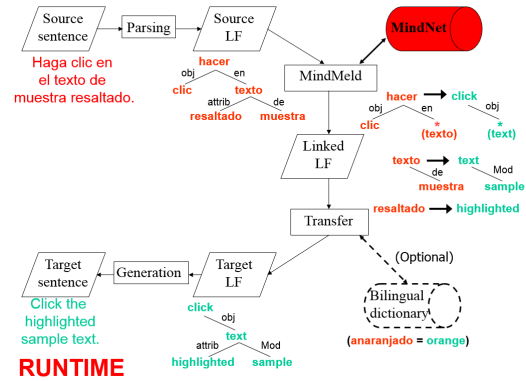 Source
sentence
Parsing
Source
LF
MindNet
Haga clic en
el texto de
muestra resaltado.
hacer
obj
en
clic
texto
attrib
de
resaltado
muestra
MindMeld
hacer
click
obj
en
obj
clic
*
(texto)
*
(text)
Linked
LF
texto
text
de
Mod
muestra
sample
resaltado
highlighted
Transfer
(Optional)
Target
sentence
Generation
Target
LF
Bilingual
dictionary
Click the
highlighted
sample text.
click
obj
text
attrib
Mod
highlighted
sample
(anaranjado = orange)
RUNTIME